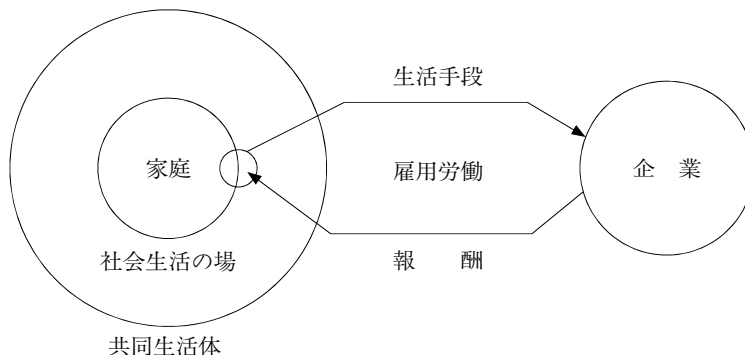 生活手段
家庭
雇用労働
企　業
社会生活の場
報　　酬
共同生活体